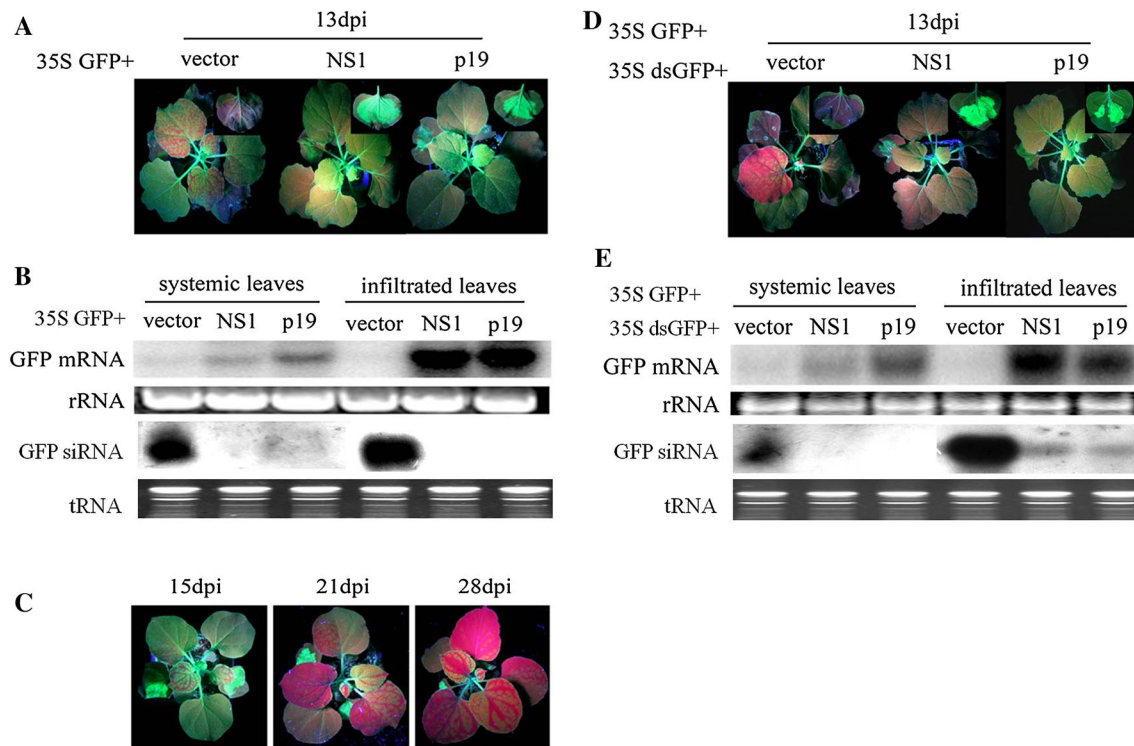 A
13dpi
35S GFP+
vector NS1 p19
B
systemic leaves infiltrated leaves
35S GFP+
vector NS1 p19 vector NS1 p19
GFP mRNA
rRNA
GFP siRNA
tRNA
C
15dpi 21dpi 28dpi
D
13dpi
35S GFP+
35S dsGFP+
vector NS1 p19
E
35S GFP+
systemic leaves infiltrated leaves
35S dsGFP+
vector NS1 p19 vector NS1 p19
GFP mRNA
rRNA
GFP siRNA
tRNA